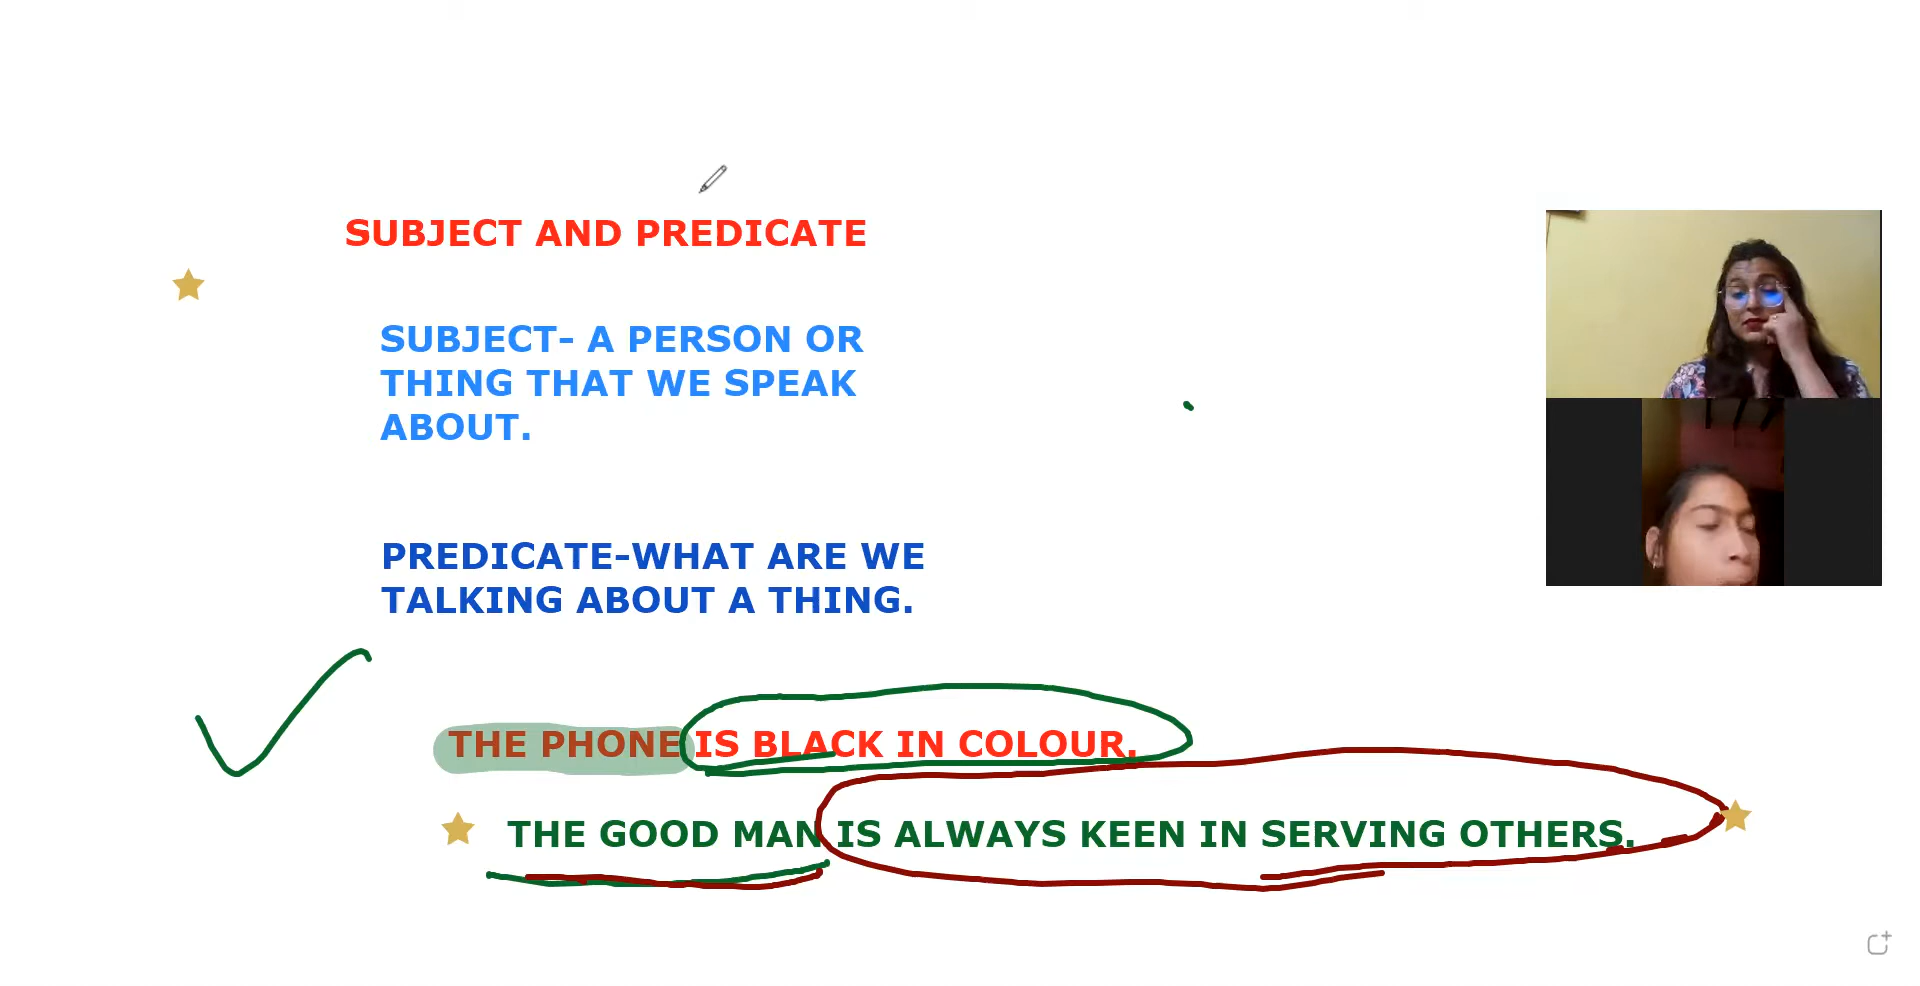 SUBJECT AND PREDICATE
SUBJECT- A PERSON OR
THING THAT WE SPEAK
ABOUT.
PREDICATE-WHAT ARE WE
TALKING ABOUT A THING.
THE PHONE IS BLACK IN COLOUR.
THE GOOD MAN IS ALWAYS KEEN IN SERVING OTHERS.